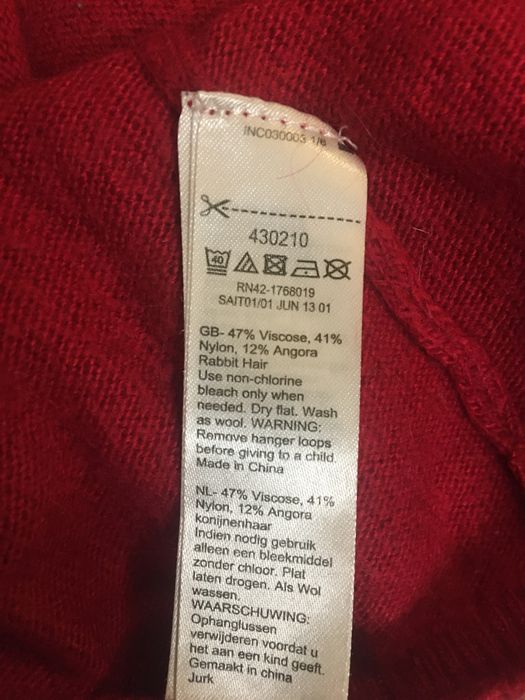 INC030003 1/6
430210
40
RN42-1768019
SAIT01/01 JUN 13 01
GB- 47% Viscose, 41%
Nylon, 12% Angora
Rabbit Hair
Use non-chlorine
bleach only when
needed. Dry flat. Wash
as wool. WARNING:
Remove hanger loops
before giving to a child.
Made in China
NL- 47% Viscose, 41%
Nylon, 12% Angora
konijnenhaar
Indien nodig gebruik
alleen een bleekmiddel
zonder chloor. Plat
laten drogen. Als Wol
wassen.
WAARSCHUWING:
Ophanglussen
verwijderen voordat u
het aan een kind geeft.
Gemaakt in china
Jurk